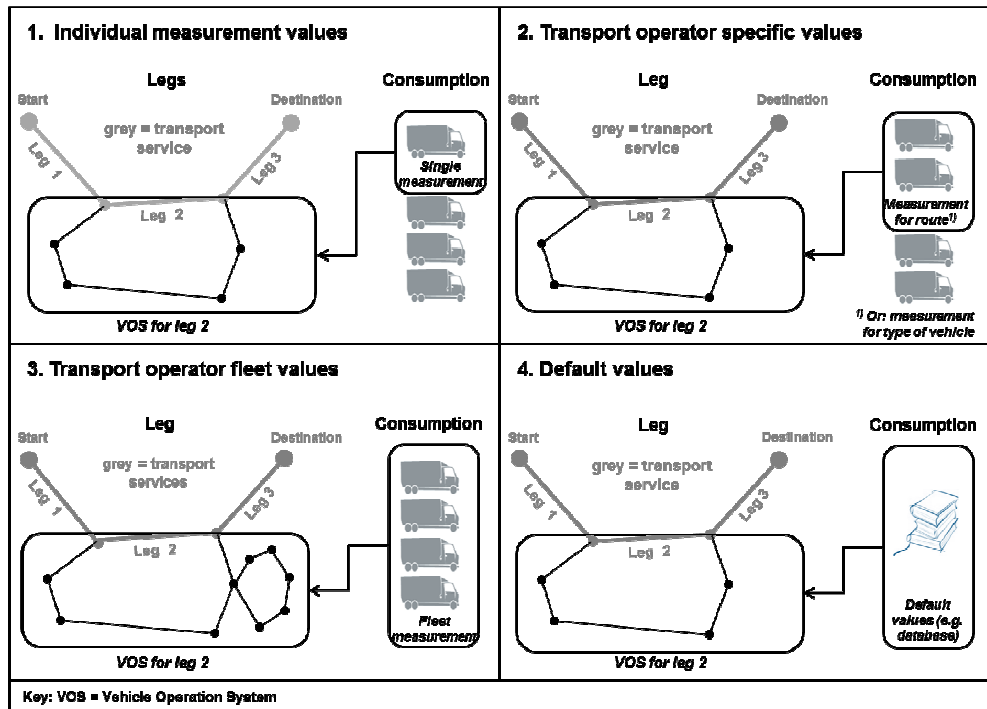 1. Individual measurement values
Legs
Consumption
Start
Destination
grey = transport
service
Leg 1
Leg 3
Leg 2
Single
measurement
VOS for leg 2
2. Transport operator specific values
Leg
Consumption
Start
Destination
grey = transport
service
Leg 1
Leg 3
Leg 2
Measurement
for route¹⁾
VOS for leg 2
¹⁾ Or: measurement
for type of vehicle
3. Transport operator fleet values
Leg
Consumption
Start
Destination
grey = transport
services
Leg 1
Leg 3
Leg 2
Fleet
measurement
VOS for leg 2
4. Default values
Leg
Consumption
Start
Destination
grey = transport
service
Leg 1
Leg 3
Leg 2
Default
values (e.g.
database)
VOS for leg 2
Key: VOS = Vehicle Operation System